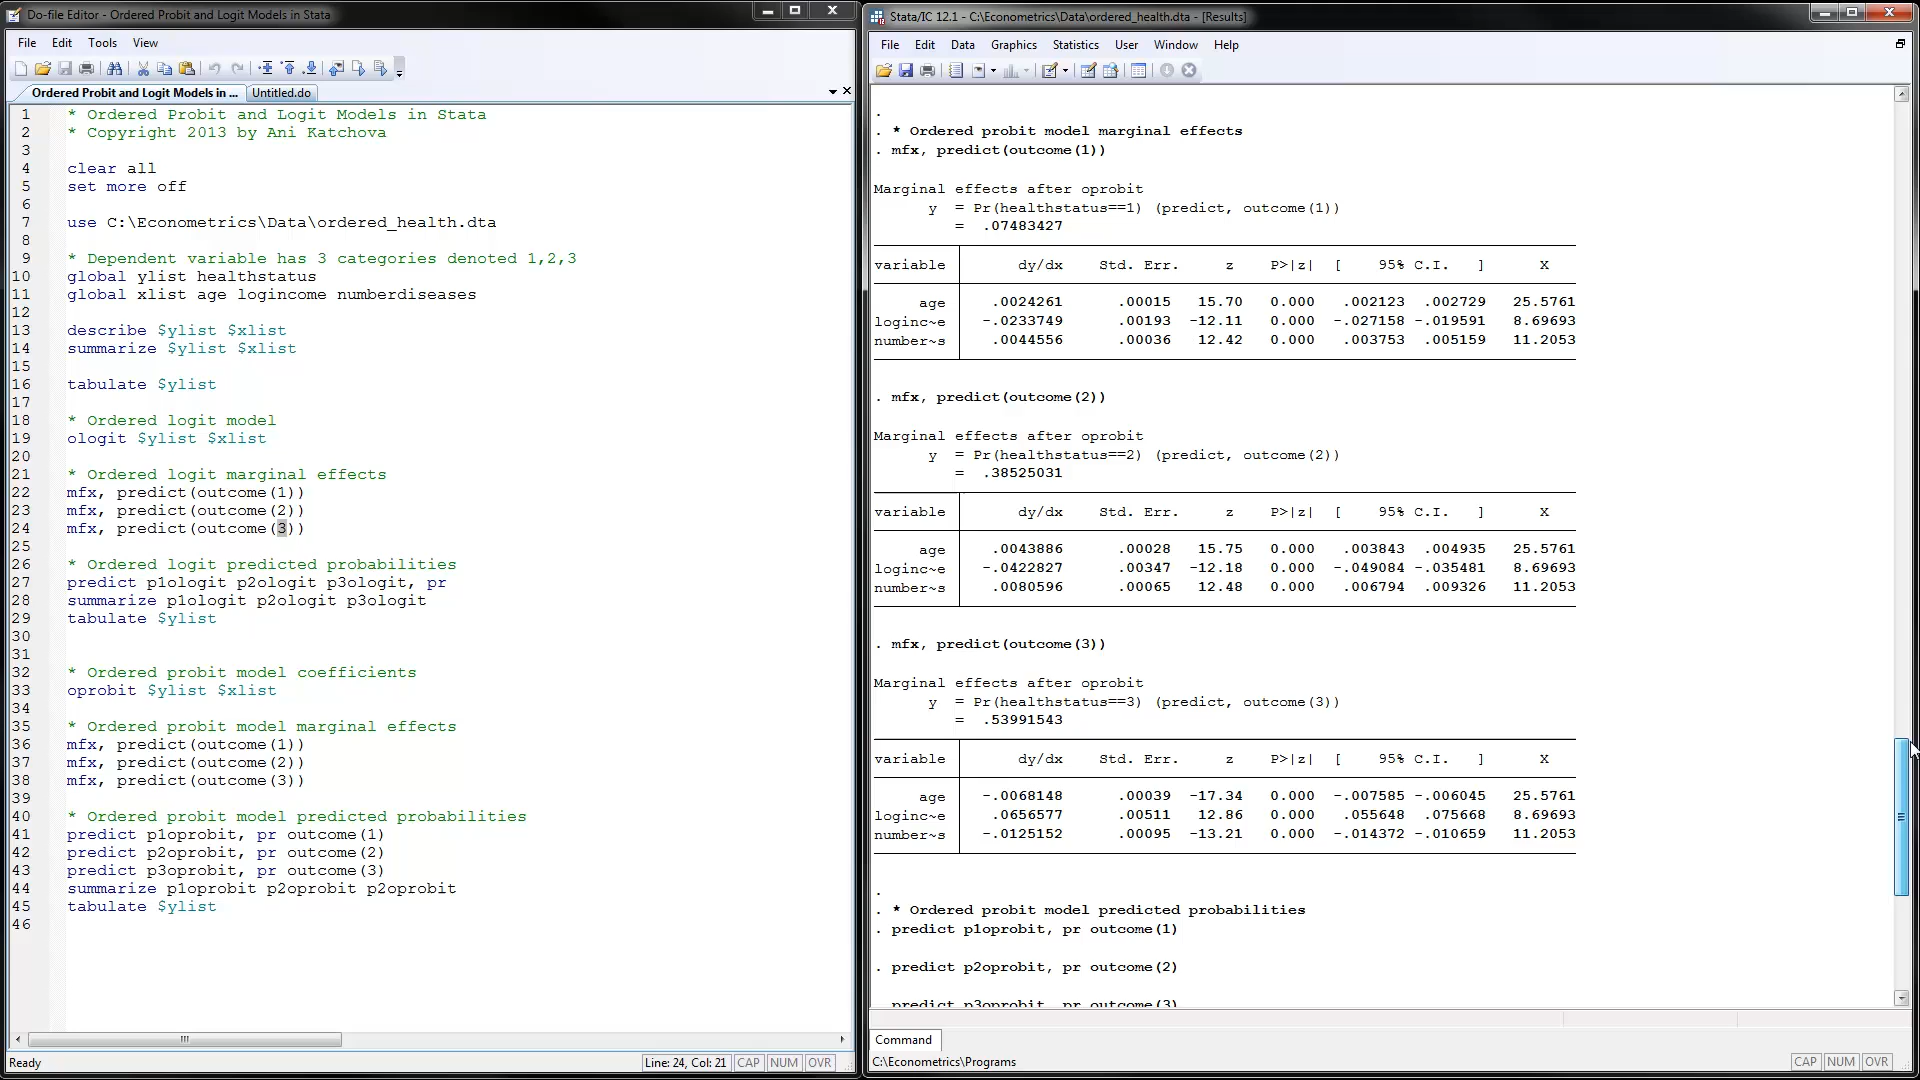 Do-file Editor - Ordered Probit and Logit Models in Stata
File Edit Tools View
Ordered Probit and Logit Models in ... Untitled.do
1 * Ordered Probit and Logit Models in Stata
2 * Copyright 2013 by Ani Katchova
3
4 clear all
5 set more off
6
7 use C:\Econometrics\Data\ordered_health.dta
8
9 * Dependent variable has 3 categories denoted 1,2,3
10 global ylist healthstatus
11 global xlist age logincome numberdiseases
12
13 describe $ylist $xlist
14 summarize $ylist $xlist
15
16 tabulate $ylist
17
18 * Ordered logit model
19 ologit $ylist $xlist
20
21 * Ordered logit marginal effects
22 mfx, predict(outcome(1))
23 mfx, predict(outcome(2))
24 mfx, predict(outcome(3))
25
26 * Ordered logit predicted probabilities
27 predict p1ologit p2ologit p3ologit, pr
28 summarize p1ologit p2ologit p3ologit
29 tabulate $ylist
30
31
32 * Ordered probit model coefficients
33 oprobit $ylist $xlist
34
35 * Ordered probit model marginal effects
36 mfx, predict(outcome(1))
37 mfx, predict(outcome(2))
38 mfx, predict(outcome(3))
39
40 * Ordered probit model predicted probabilities
41 predict p1oprobit, pr outcome(1)
42 predict p2oprobit, pr outcome(2)
43 predict p3oprobit, pr outcome(3)
44 summarize p1oprobit p2oprobit p2oprobit
45 tabulate $ylist
46
Ready Line: 24, Col: 21 CAP NUM OVR
Stata/IC 12.1 - C:\Econometrics\Data\ordered_health.dta - [Results]
File Edit Data Graphics Statistics User Window Help
.
. * Ordered probit model marginal effects
. mfx, predict(outcome(1))
Marginal effects after oprobit
y = Pr(healthstatus==1) (predict, outcome(1))
= .07483427
variable dy/dx Std. Err. z P>|z| [ 95% C.I. ] X
age .0024261 .00015 15.70 0.000 .002123 .002729 25.5761
loginc~e -.0233749 .00193 -12.11 0.000 -.027158 -.019591 8.69693
number~s .0044556 .00036 12.42 0.000 .003753 .005159 11.2053
. mfx, predict(outcome(2))
Marginal effects after oprobit
y = Pr(healthstatus==2) (predict, outcome(2))
= .38525031
variable dy/dx Std. Err. z P>|z| [ 95% C.I. ] X
age .0043886 .00028 15.75 0.000 .003843 .004935 25.5761
loginc~e -.0422827 .00347 -12.18 0.000 -.049084 -.035481 8.69693
number~s .0080596 .00065 12.48 0.000 .006794 .009326 11.2053
. mfx, predict(outcome(3))
Marginal effects after oprobit
y = Pr(healthstatus==3) (predict, outcome(3))
= .53991543
variable dy/dx Std. Err. z P>|z| [ 95% C.I. ] X
age -.0068148 .00039 -17.34 0.000 -.007585 -.006045 25.5761
loginc~e .0656577 .00511 12.86 0.000 .055648 .075668 8.69693
number~s -.0125152 .00095 -13.21 0.000 -.014372 -.010659 11.2053
.
. * Ordered probit model predicted probabilities
. predict p1oprobit, pr outcome(1)
. predict p2oprobit, pr outcome(2)
. predict p3oprobit, pr outcome(3)
Command
C:\Econometrics\Programs CAP NUM OVR